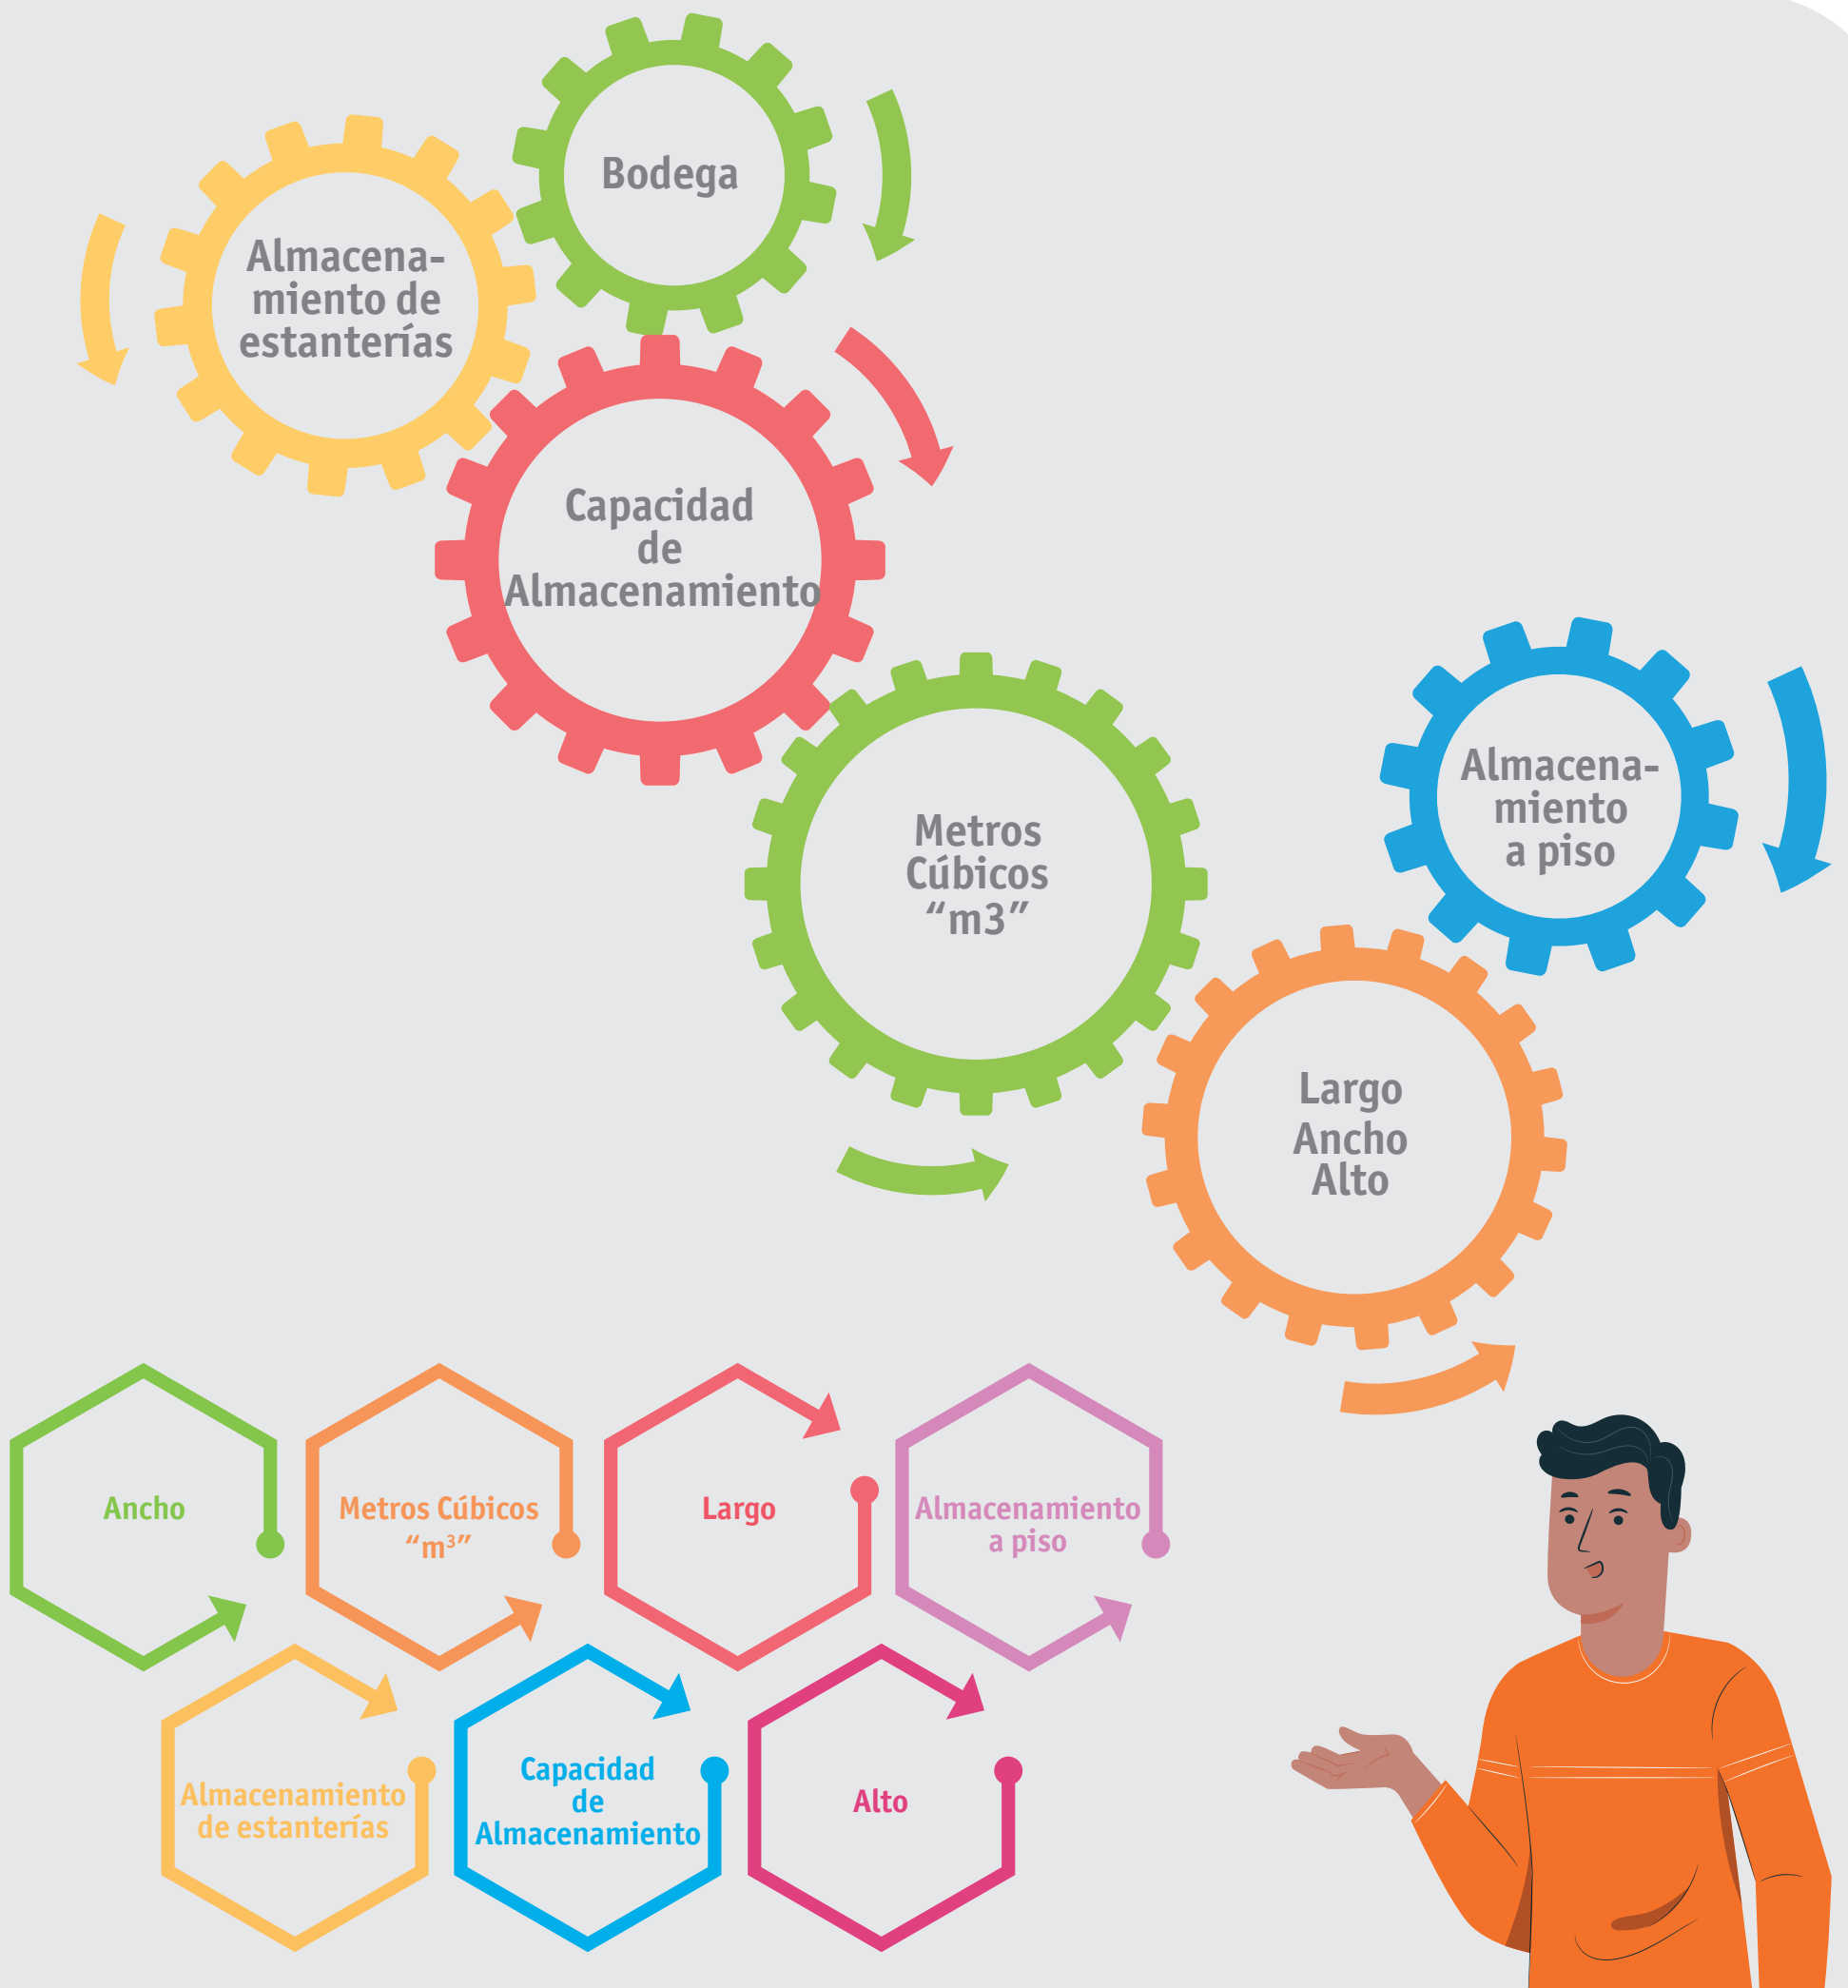 Bodega
Almacena-
miento de
estanterías
Capacidad
de
Almacenamiento
Metros
Cúbicos
“m3”
Almacena-
miento
a piso
Largo
Ancho
Alto
Ancho
Metros Cúbicos
“m³”
Largo
Almacenamiento
a piso
Almacenamiento
de estanterías
Capacidad
de
Almacenamiento
Alto